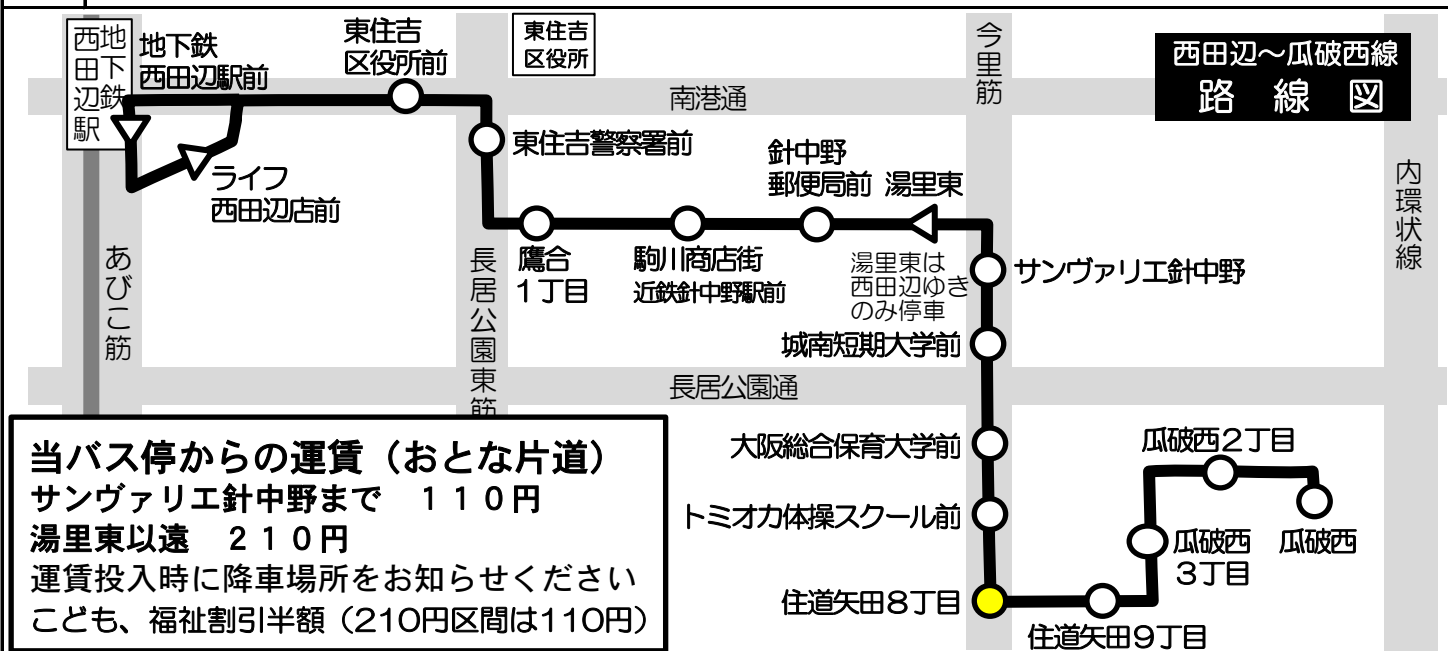 西田辺～瓜破西線
路線図
地下鉄
西田辺駅
地下鉄
西田辺駅前
東住吉
区役所前
東住吉
区役所
今里筋
南港通
内環状線
東住吉警察署前
ライフ
西田辺店前
針中野
郵便局前
湯里東
あびこ筋
長居公園東筋
鷹合
1丁目
駒川商店街
近鉄針中野駅前
湯里東は
西田辺ゆき
のみ停車
サンヴァリエ針中野
城南短期大学前
長居公園通
大阪総合保育大学前
トミオカ体操スクール前
住道矢田8丁目
住道矢田9丁目
瓜破西
3丁目
瓜破西2丁目
瓜破西
当バス停からの運賃（おとな片道）
サンヴァリエ針中野まで　１１０円
湯里東以遠　２１０円
運賃投入時に降車場所をお知らせください
こども、福祉割引半額（210円区間は110円）